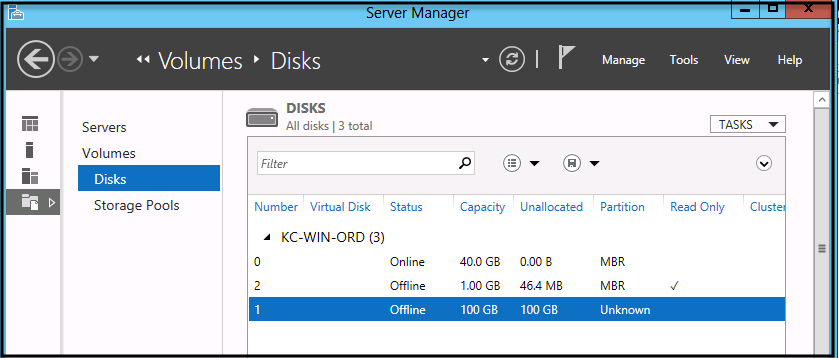 Server Manager
Volumes Disks
Manage Tools View Help
Servers
Volumes
Disks
Storage Pools
DISKS
All disks | 3 total
TASKS
Filter
Number Virtual Disk Status Capacity Unallocated Partition Read Only Cluster
KC-WIN-ORD (3)
0 Online 40.0 GB 0.00 B MBR
2 Offline 1.00 GB 46.4 MB MBR ✓
1 Offline 100 GB 100 GB Unknown